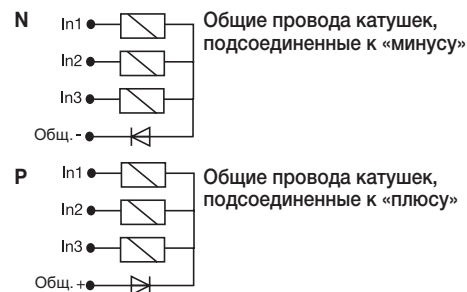 N In1 Общие провода катушек,
подсоединенные к «минусу»
In2
In3
Общ. -
P In1 Общие провода катушек,
подсоединенные к «плюсу»
In2
In3
Общ. +